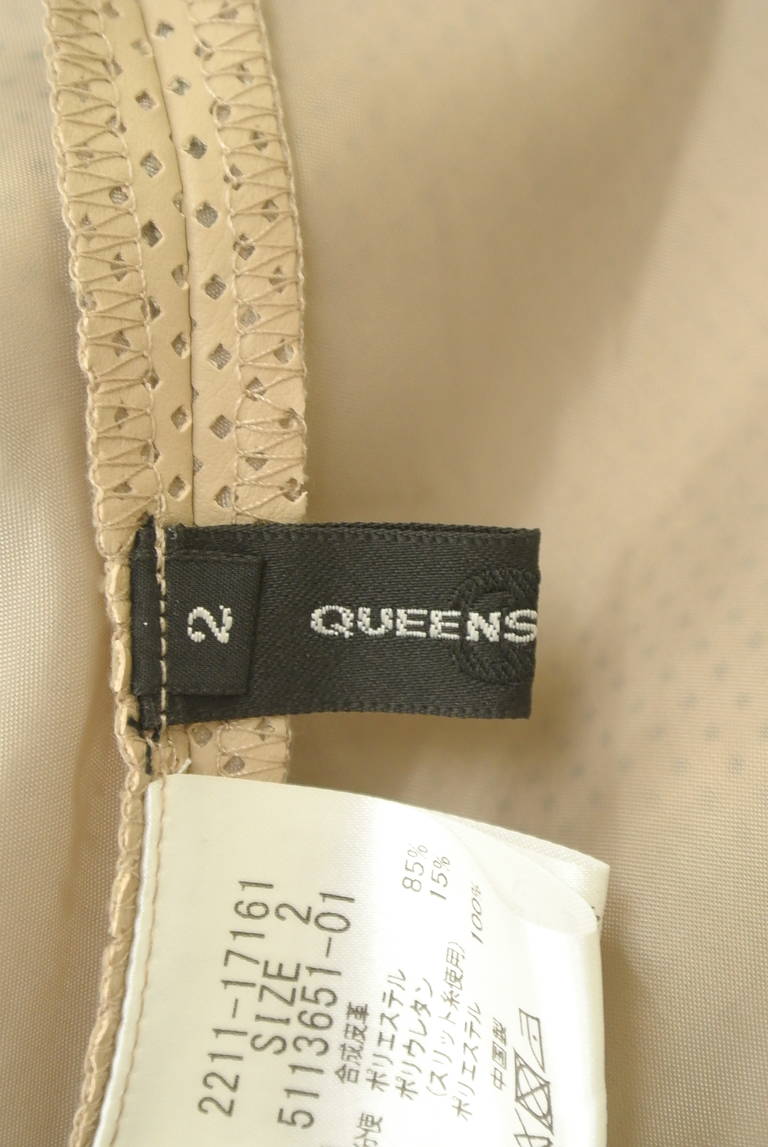 2
QUEENS
2211-17161
SIZE 2
5113651-01
合成皮革
ポリエステル 85%
ポリウレタン 15%
(スリット糸使用)
ポリエステル 100%
中国製